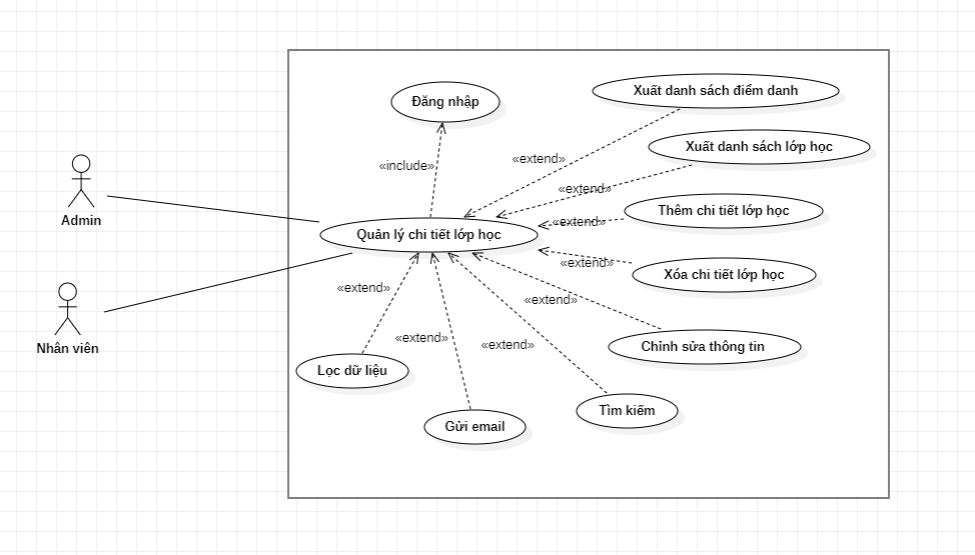 Đăng nhập
Xuất danh sách điểm danh
«include»
«extend»
Xuất danh sách lớp học
«extend»
Admin
Thêm chi tiết lớp học
«extend»
Quản lý chi tiết lớp học
«extend»
Xóa chi tiết lớp học
«extend»
«extend»
Nhân viên
«extend»
«extend»
Chỉnh sửa thông tin
Lọc dữ liệu
Tìm kiếm
Gửi email